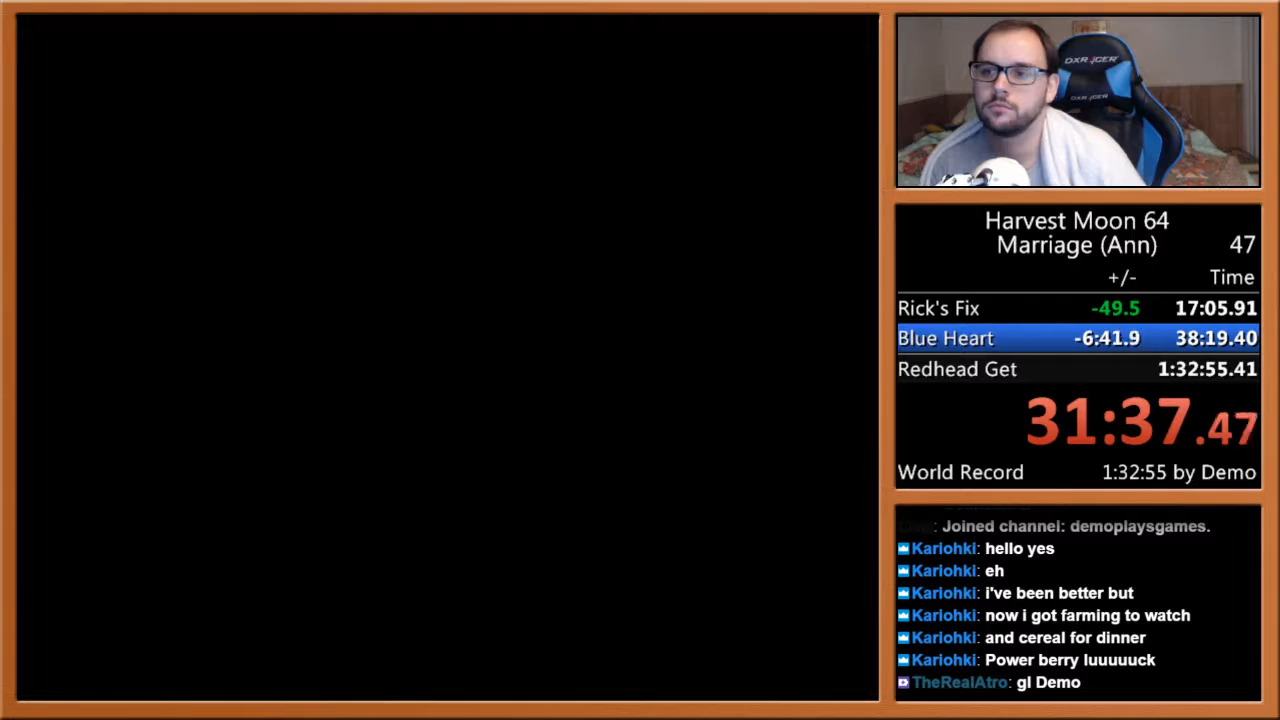 DXRACER
DXRACER
Harvest Moon 64
Marriage (Ann) 47
+/- Time
Rick's Fix -49.5 17:05.91
Blue Heart -6:41.9 38:19.40
Redhead Get 1:32:55.41
31:37.47
World Record 1:32:55 by Demo
: Joined channel: demoplaysgames.
Kariohki: hello yes
Kariohki: eh
Kariohki: i've been better but
Kariohki: now i got farming to watch
Kariohki: and cereal for dinner
Kariohki: Power berry luuuuuck
TheRealAtro: gl Demo